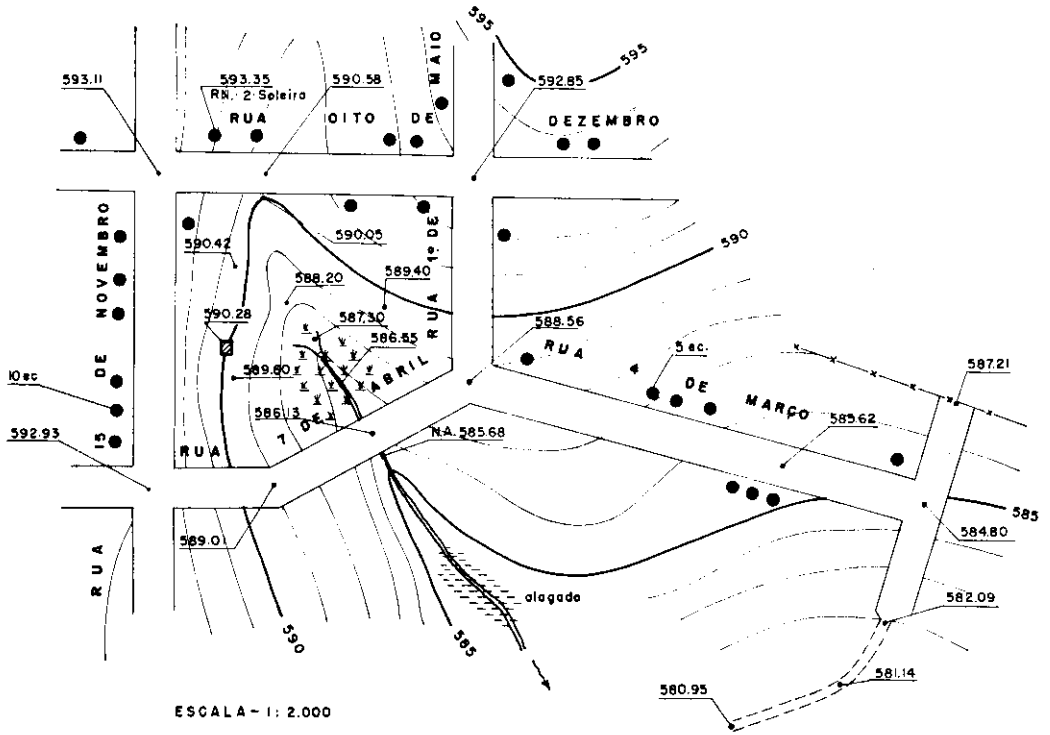 595
595
593.11
593.35
590.58
MAIO
592.85
RN. 2 Soleira
RUA OITO DE DEZEMBRO
15 DE NOVEMBRO
RUA
590.42
590.05
RUA 1º DE
590
588.20
589.40
587.30
590.28
586.55
588.56
RUA 4 DE MARÇO
5 ec.
587.21
589.80
10 ec
586.13
RUA 7 DE ABRIL
N.A. 585.68
585.62
592.93
589.01
585
584.80
alagado
582.09
590
585
581.14
580.95
ESCALA - 1: 2.000